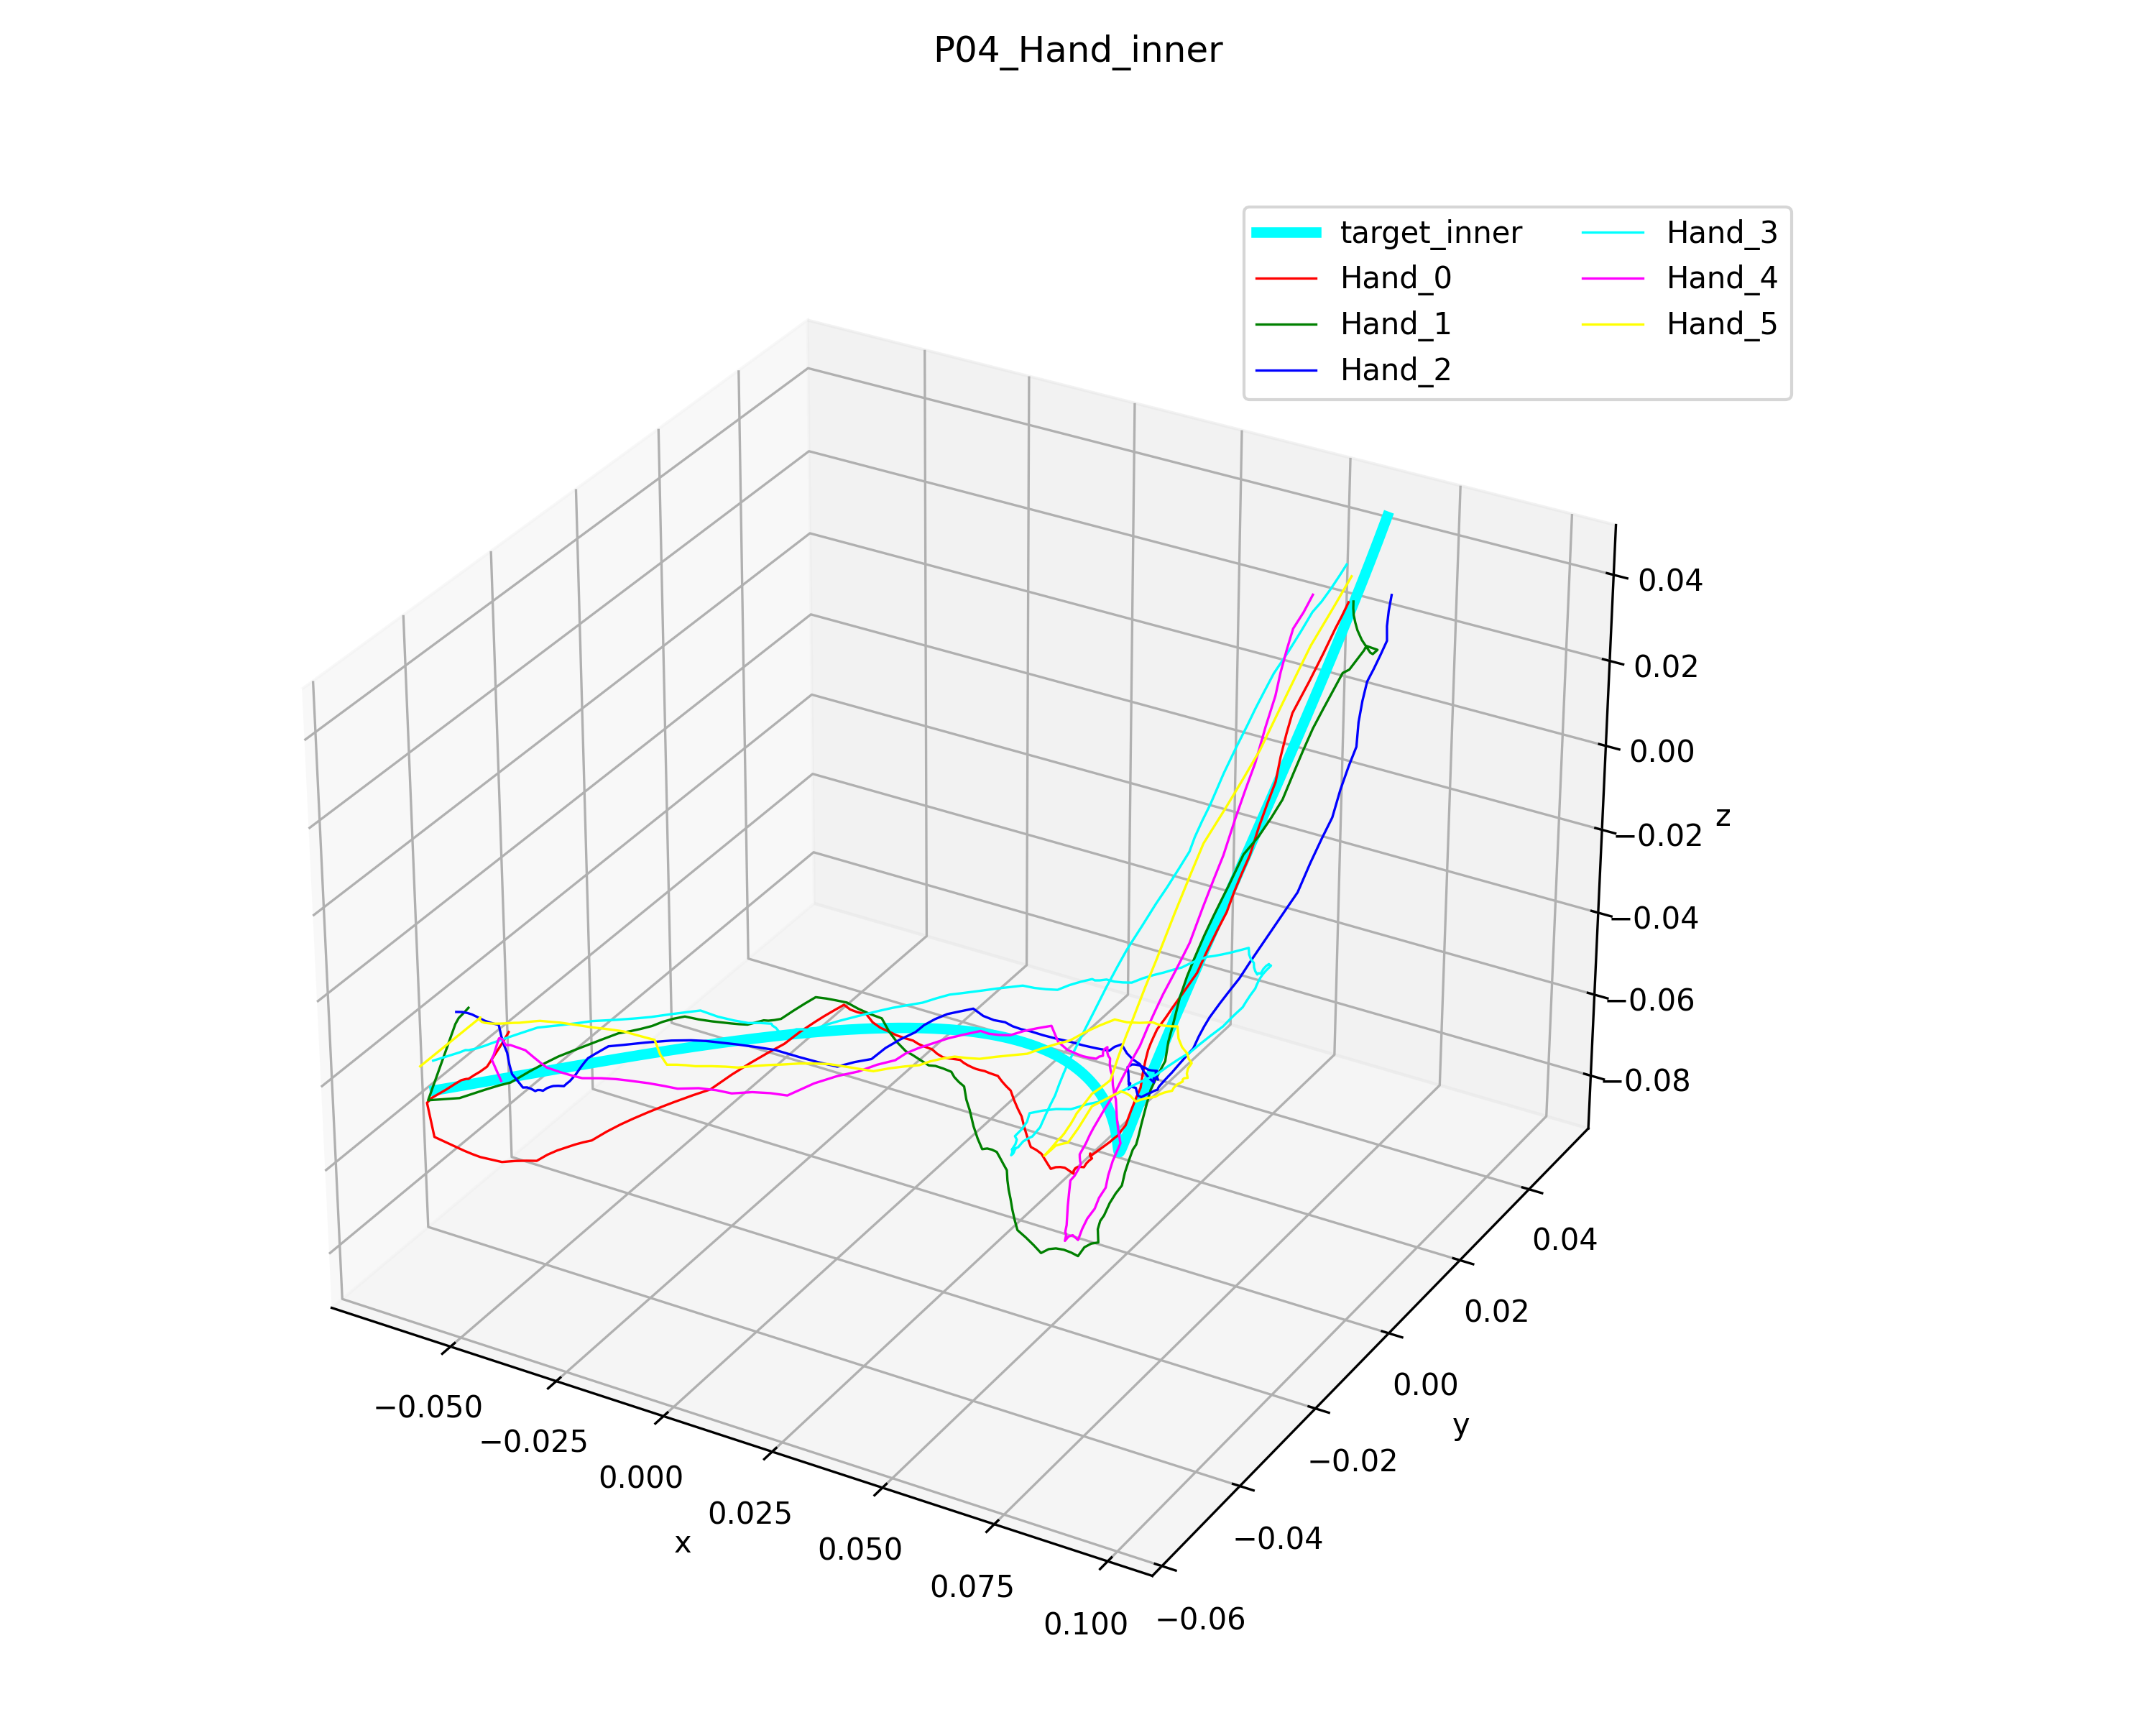 P04_Hand_inner
target_inner
Hand_0
Hand_1
Hand_2
Hand_3
Hand_4
Hand_5
0.04
0.02
0.00
−0.02
−0.04
−0.06
−0.08
z
0.04
0.02
0.00
−0.02
−0.04
−0.06
y
−0.050
−0.025
0.000
0.025
0.050
0.075
0.100
x